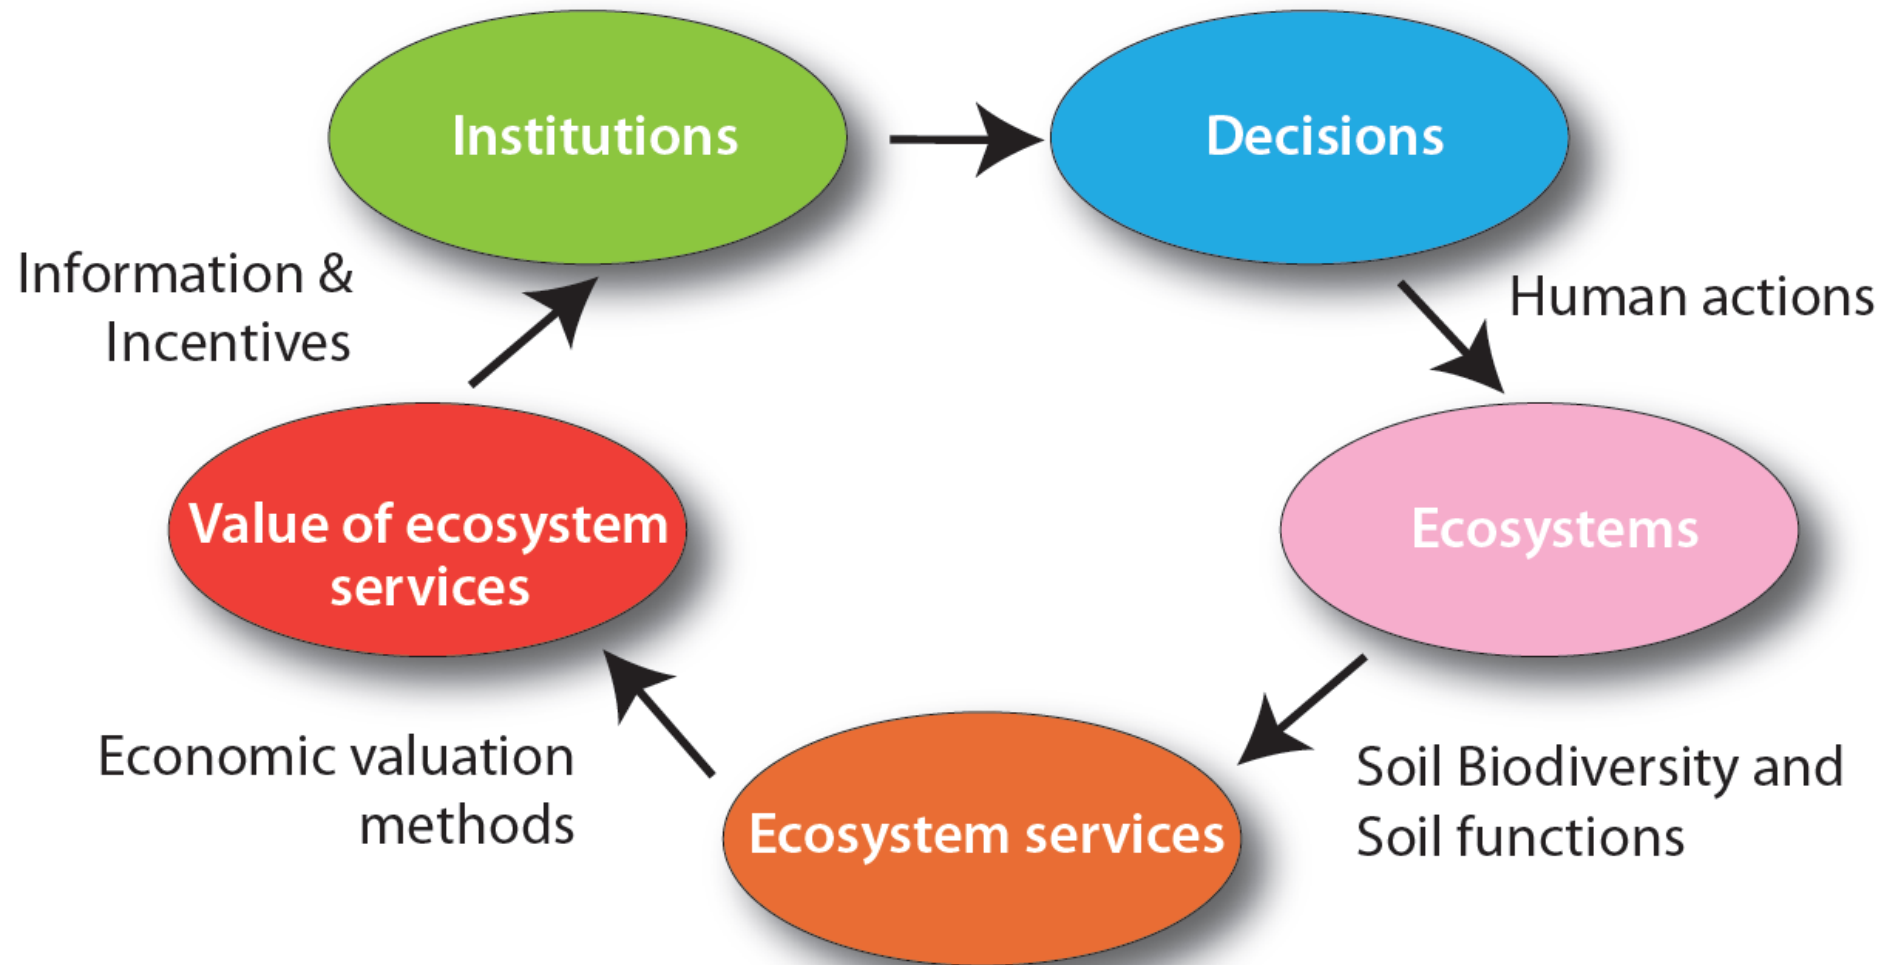 Institutions
Decisions
Information &
Incentives
Human actions
Value of ecosystem
services
Ecosystems
Economic valuation
methods
Ecosystem services
Soil Biodiversity and
Soil functions